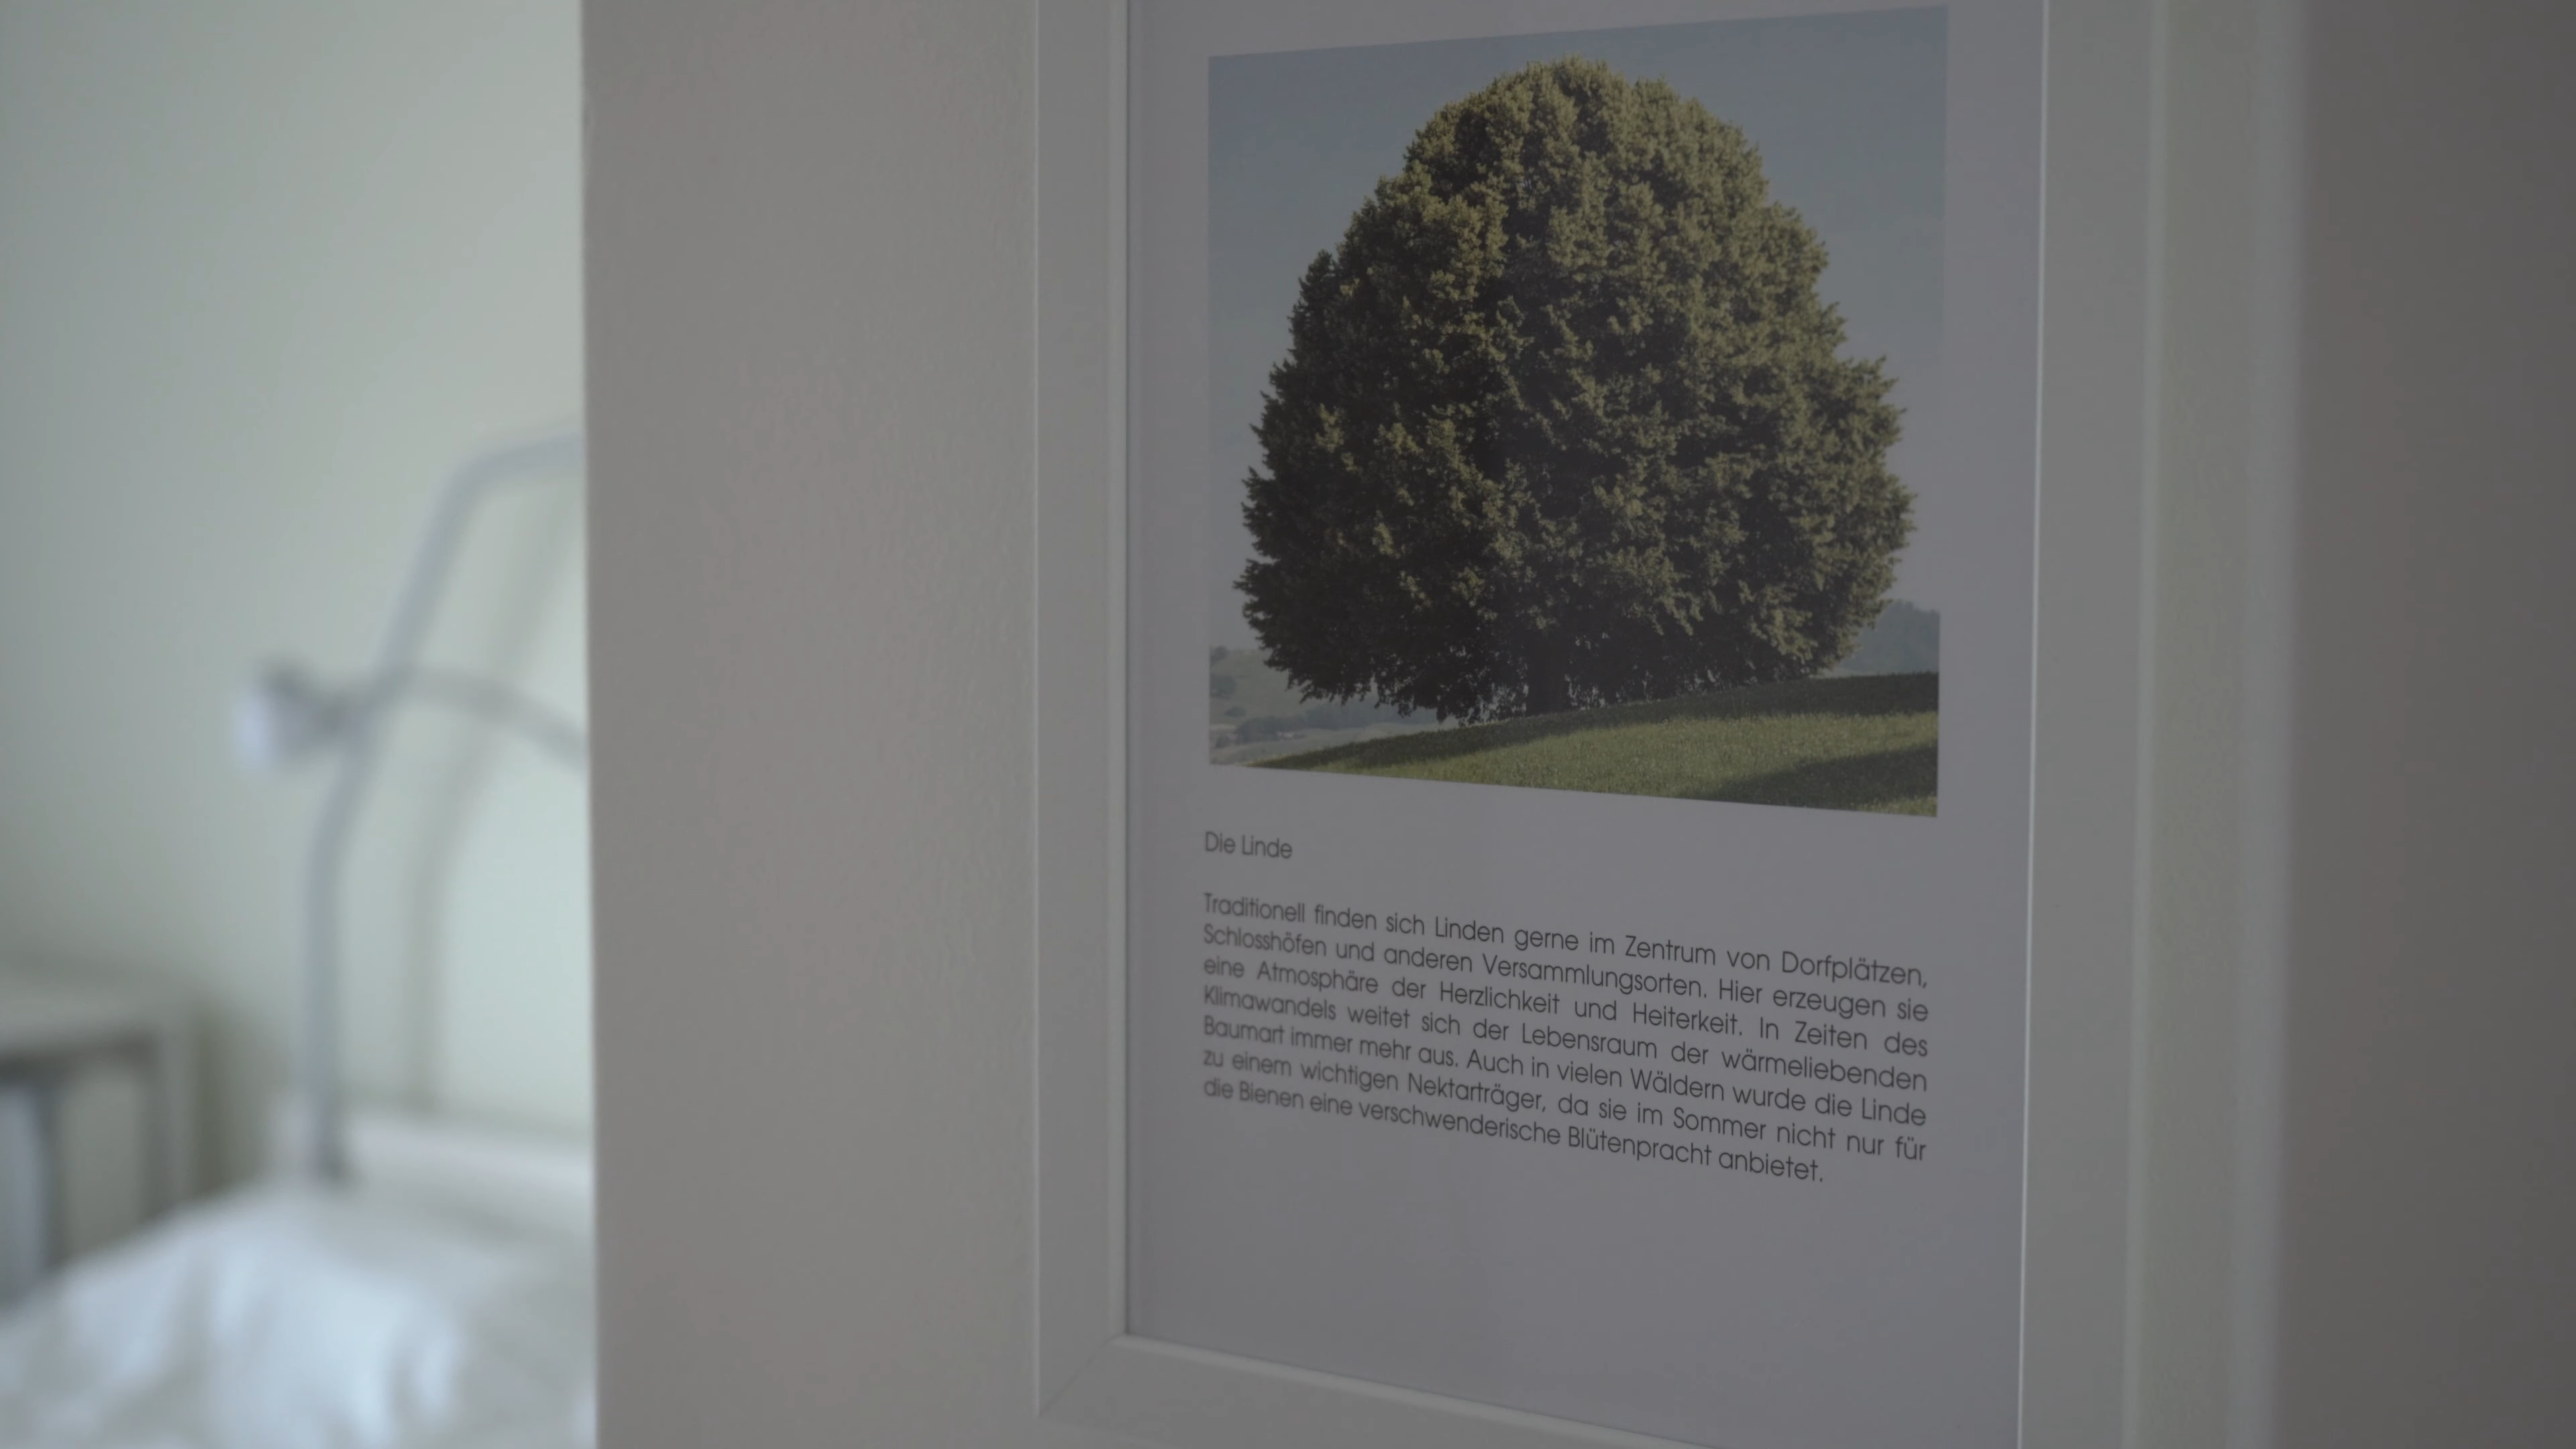 Die Linde
Traditionell finden sich Linden gerne im Zentrum von Dorfplätzen,
Schlosshöfen und anderen Versammlungsorten. Hier erzeugen sie
eine Atmosphäre der Herzlichkeit und Heiterkeit. In Zeiten des
Klimawandels weitet sich der Lebensraum der wärmeliebenden
Baumart immer mehr aus. Auch in vielen Wäldern wurde die Linde
zu einem wichtigen Nektarträger, da sie im Sommer nicht nur für
die Bienen eine verschwenderische Blütenpracht anbietet.